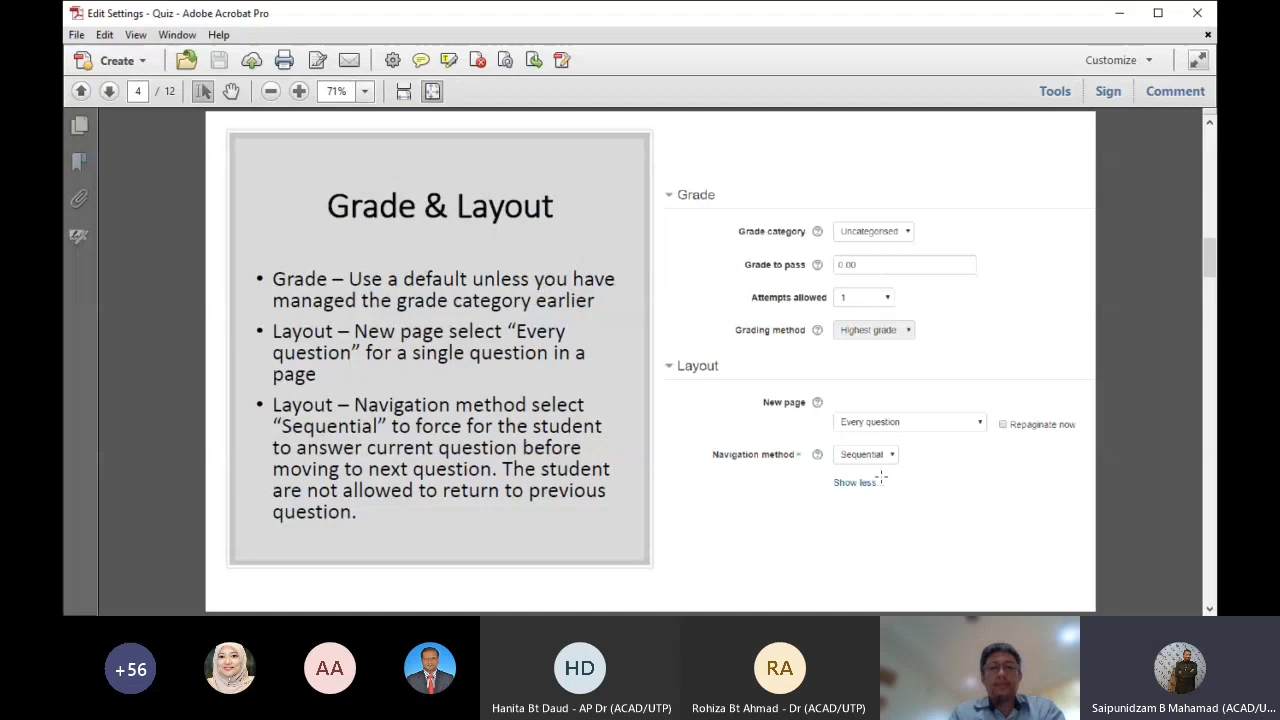 Edit Settings - Quiz - Adobe Acrobat Pro
File Edit View Window Help
Create
Customize
4 / 12
71%
Tools Sign Comment
Grade & Layout
• Grade – Use a default unless you have
managed the grade category earlier
• Layout – New page select “Every
question” for a single question in a
page
• Layout – Navigation method select
“Sequential” to force for the student
to answer current question before
moving to next question. The student
are not allowed to return to previous
question.
Grade
Grade category Uncategorised
Grade to pass 0.00
Attempts allowed 1
Grading method Highest grade
Layout
New page
Every question Repaginate now
Navigation method* Sequential
Show less...
+56
AA
HD
RA
Hanita Bt Daud - AP Dr (ACAD/UTP)
Rohiza Bt Ahmad - Dr (ACAD/UTP)
Saipunidzam B Mahamad (ACAD/U...